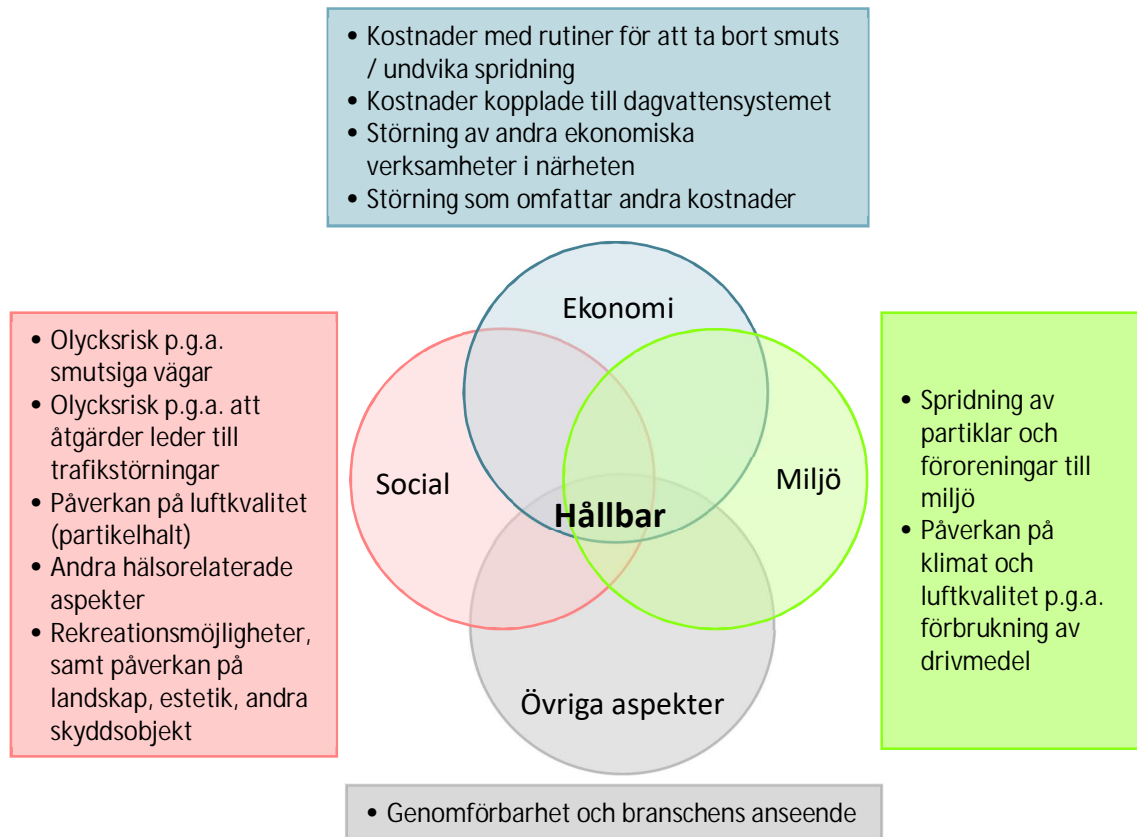 • Kostnader med rutiner för att ta bort smuts
/ undvika spridning
• Kostnader kopplade till dagvattensystemet
• Störning av andra ekonomiska
verksamheter i närheten
• Störning som omfattar andra kostnader
• Olycksrisk p.g.a.
smutsiga vägar
• Olycksrisk p.g.a. att
åtgärder leder till
trafikstörningar
• Påverkan på luftkvalitet
(partikelhalt)
• Andra hälsorelaterade
aspekter
• Rekreationsmöjligheter,
samt påverkan på
landskap, estetik, andra
skyddsobjekt
Ekonomi
Social
Miljö
Hållbar
Övriga aspekter
• Spridning av
partiklar och
föroreningar till
miljö
• Påverkan på
klimat och
luftkvalitet p.g.a.
förbrukning av
drivmedel
• Genomförbarhet och branschens anseende